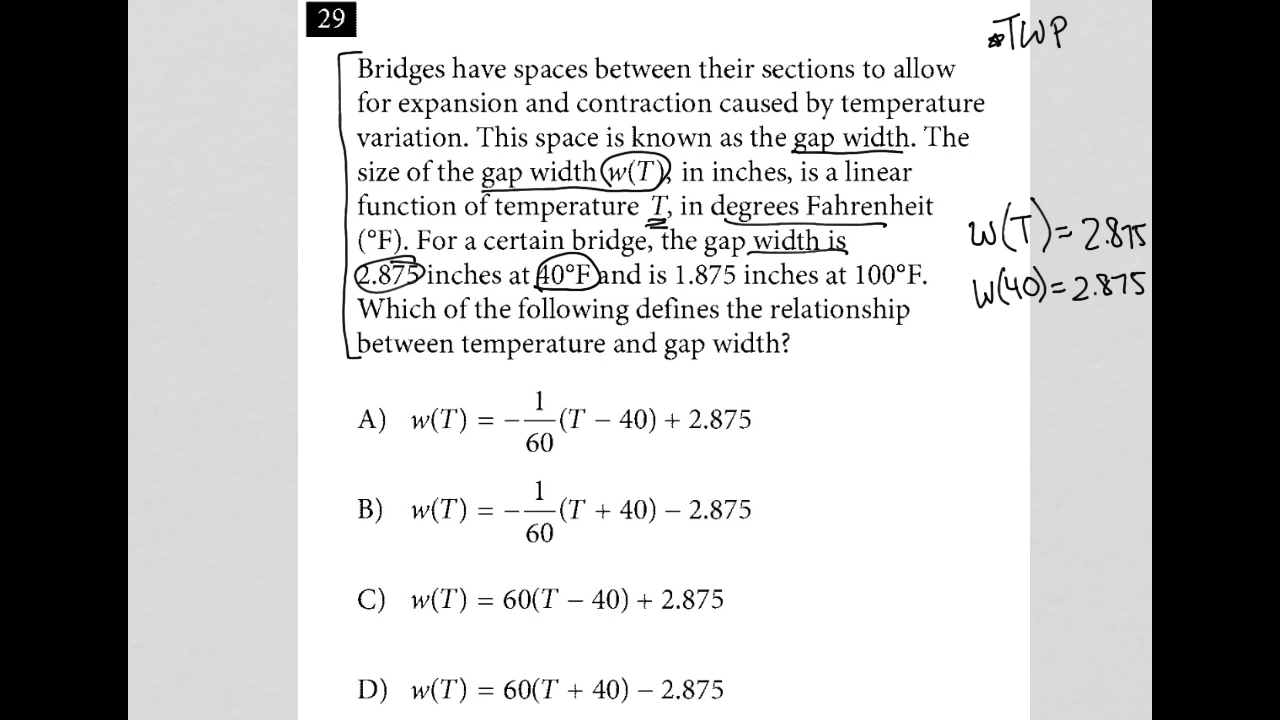 29
TWP
Bridges have spaces between their sections to allow
for expansion and contraction caused by temperature
variation. This space is known as the gap width. The
size of the gap width w(T), in inches, is a linear
function of temperature T, in degrees Fahrenheit
(°F). For a certain bridge, the gap width is
2.875 inches at 40°F and is 1.875 inches at 100°F.
Which of the following defines the relationship
between temperature and gap width?
w(T) = 2.875
w(40) = 2.875
A) w(T) = −1/60(T − 40) + 2.875
B) w(T) = −1/60(T + 40) − 2.875
C) w(T) = 60(T − 40) + 2.875
D) w(T) = 60(T + 40) − 2.875